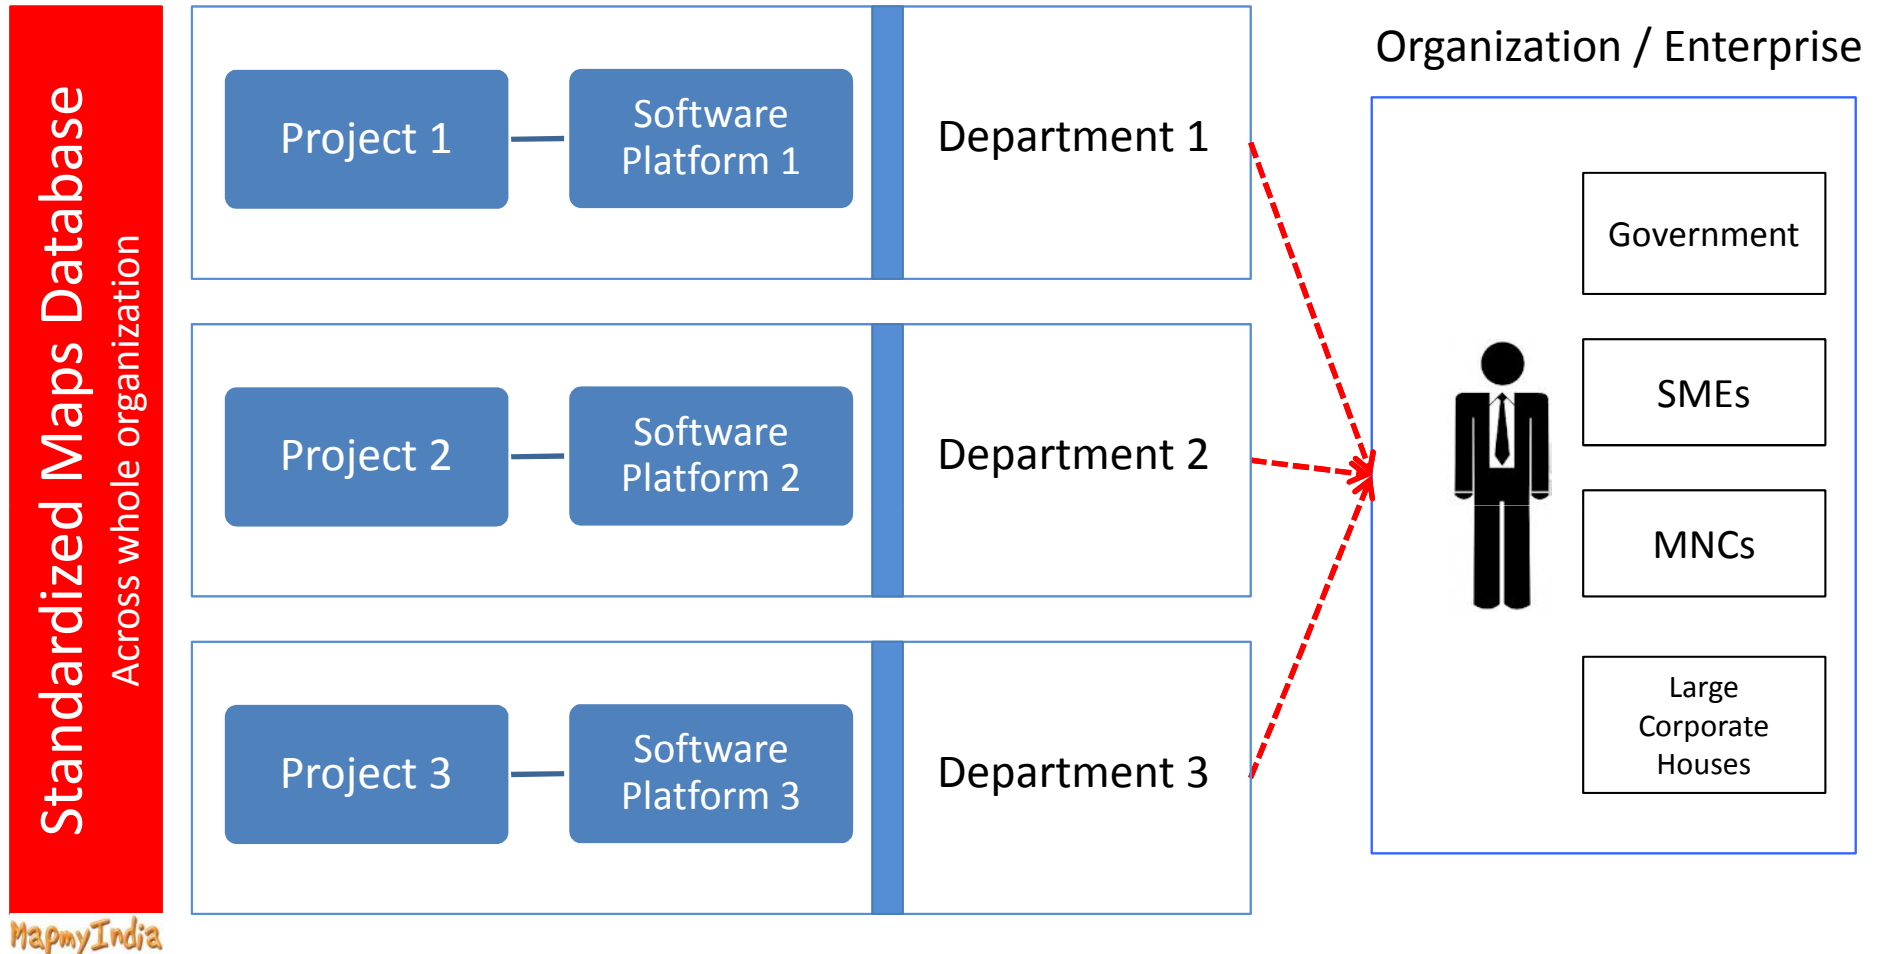 Standardized Maps Database
Across whole organization
MapmyIndia
Project 1
Software
Platform 1
Department 1
Project 2
Software
Platform 2
Department 2
Project 3
Software
Platform 3
Department 3
Organization / Enterprise
Government
SMEs
MNCs
Large
Corporate
Houses